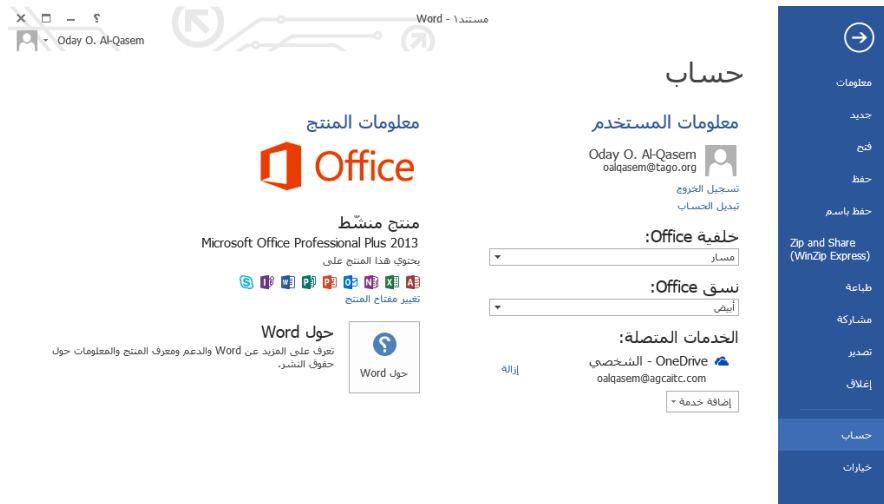 مستند١ - Word
؟
Oday O. Al-Qasem
معلومات
جديد
فتح
حفظ
حفظ باسم
Zip and Share
(WinZip Express)
طباعة
مشاركة
تصدير
إغلاق
حساب
خيارات
حساب
معلومات المستخدم
Oday O. Al-Qasem
oalqasem@tago.org
تسجيل الخروج
تبديل الحساب
خلفية Office:
مسار
نسق Office:
أبيض
الخدمات المتصلة:
OneDrive - الشخصي
إزالة
oalqasem@agcaitc.com
إضافة خدمة
معلومات المنتج
Office
منتج منشّط
Microsoft Office Professional Plus 2013
يحتوي هذا المنتج على
تغيير مفتاح المنتج
حول Word
حول Word
تعرف على المزيد عن Word والدعم ومعرف المنتج والمعلومات حول
حقوق النشر.